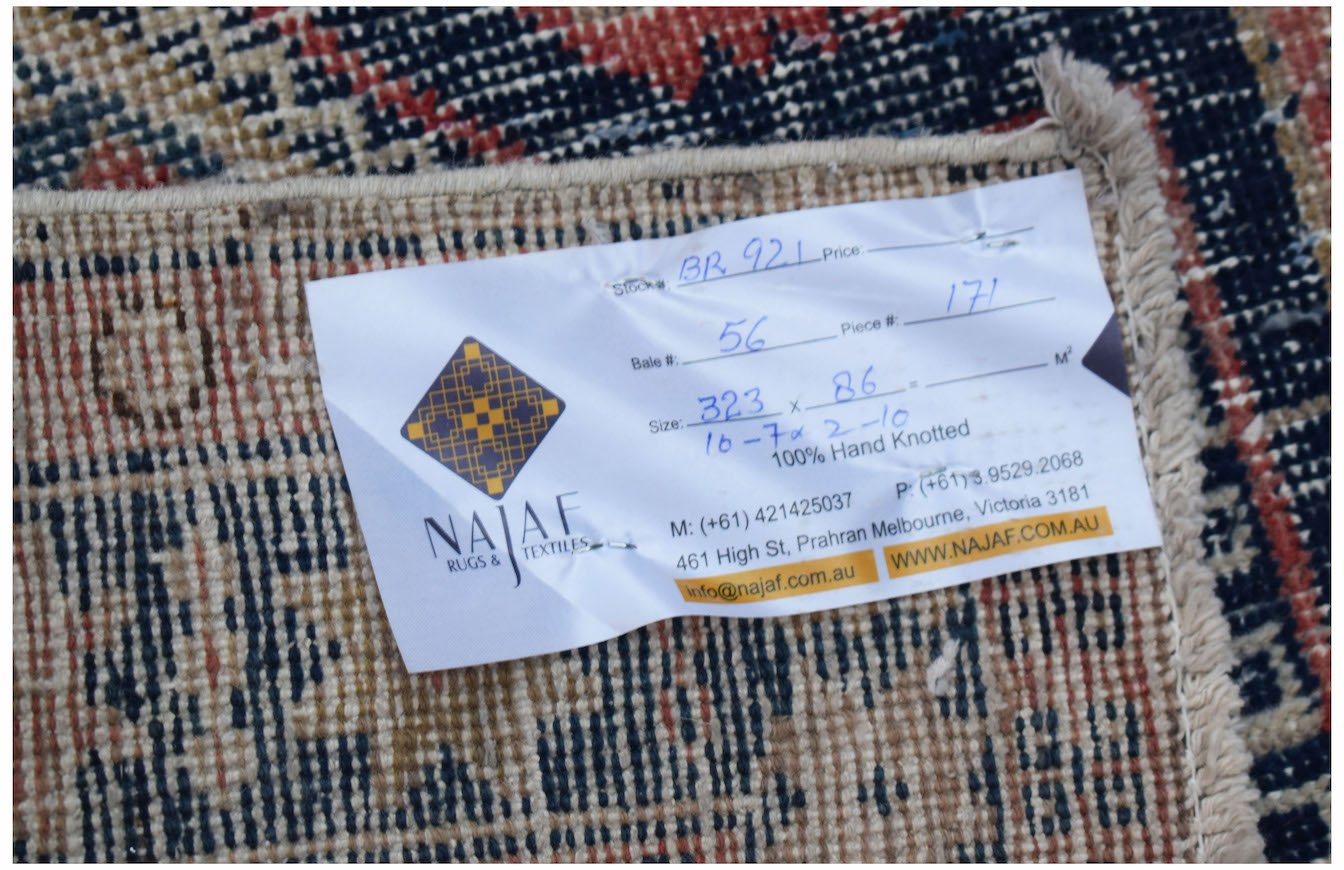 Stock#: BR 921 Price:
Bale #: 56 Piece #: 171
Size: 323 x 86 = M²
10-7 x 2-10
100% Hand Knotted
NAJAF
RUGS & TEXTILES
M: (+61) 421425037 P: (+61) 3.9529.2068
461 High St, Prahran Melbourne, Victoria 3181
info@najaf.com.au WWW.NAJAF.COM.AU